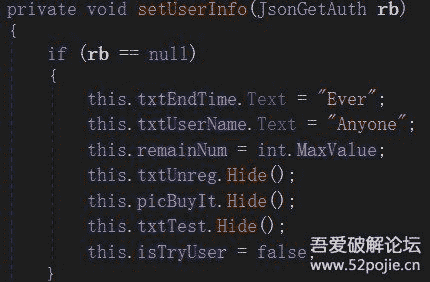 private void setUserInfo(JsonGetAuth rb)
{
    if (rb == null)
    {
        this.txtEndTime.Text = "Ever";
        this.txtUserName.Text = "Anyone";
        this.remainNum = int.MaxValue;
        this.txtUnreg.Hide();
        this.picBuyIt.Hide();
        this.txtTest.Hide();
        this.isTryUser = false;
    }
吾爱破解论坛
www.52pojie.cn